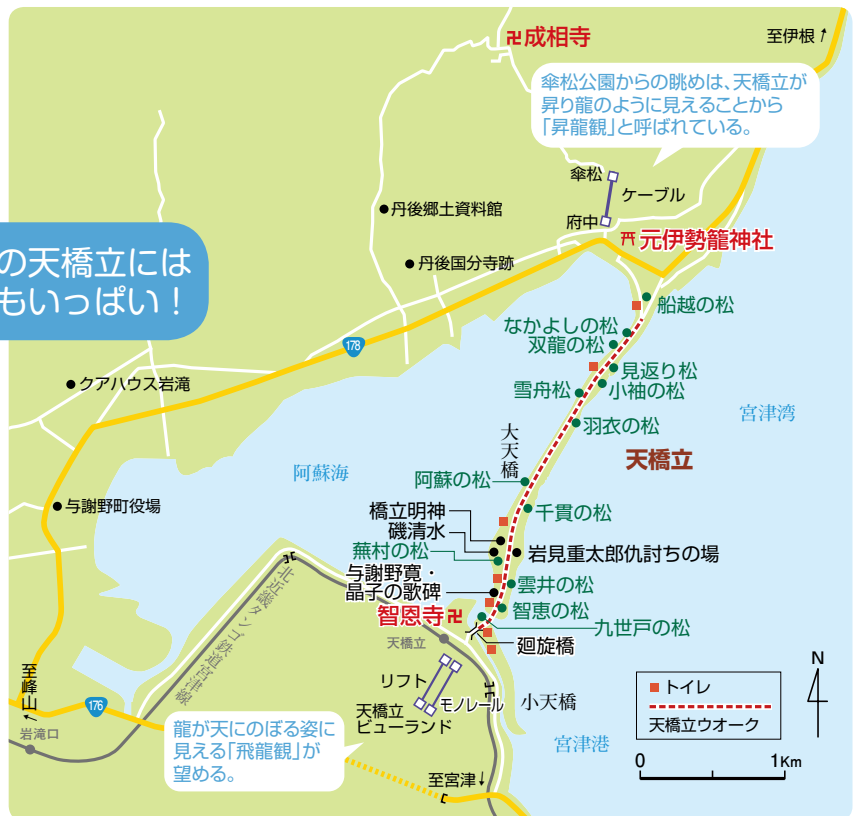 卍成相寺
至伊根↑
傘松公園からの眺めは、天橋立が
昇り龍のように見えることから
「昇龍観」と呼ばれている。
傘松
ケーブル
府中
丹後郷土資料館
元伊勢籠神社
の天橋立には
もいっぱい！
丹後国分寺跡
船越の松
なかよしの松
双龍の松
178
見返り松
クアハウス岩滝
小袖の松
雪舟松
宮津湾
羽衣の松
大天橋
天橋立
阿蘇海
阿蘇の松
与謝野町役場
千貫の松
橋立明神
磯清水
岩見重太郎仇討ちの場
蕪村の松
与謝野寛・
晶子の歌碑
雲井の松
智恵の松
智恩寺卍
九世戸の松
北近畿タンゴ鉄道宮津線
天橋立
廻旋橋
リフト
モノレール
天橋立
ビューランド
小天橋
至峰山↑
176
岩滝口
龍が天にのぼる姿に
見える「飛龍観」が
望める。
宮津港
至宮津↓
トイレ
天橋立ウオーク
N
0 1Km